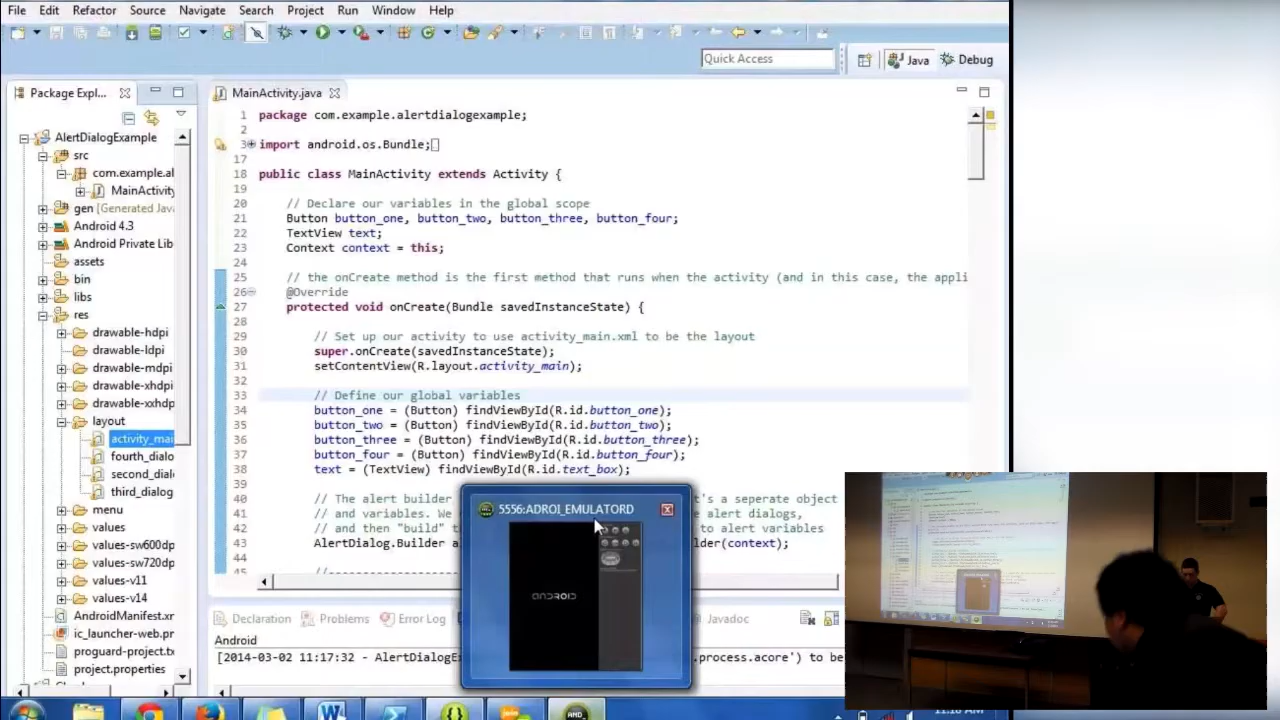 File Edit Refactor Source Navigate Search Project Run Window Help
Quick Access
Java
Debug
Package Expl...
MainActivity.java
AlertDialogExample
src
com.example.al
MainActivity
gen [Generated Java
Android 4.3
Android Private Lib
assets
bin
libs
res
drawable-hdpi
drawable-ldpi
drawable-mdpi
drawable-xhdpi
drawable-xxhdp
layout
activity_mai
fourth_dialo
second_dialo
third_dialog
menu
values
values-sw600dp
values-sw720dp
values-v11
values-v14
AndroidManifest.xm
ic_launcher-web.pr
proguard-project.tx
project.properties
1 package com.example.alertdialogexample;
2
3 import android.os.Bundle;
17
18 public class MainActivity extends Activity {
19
20 // Declare our variables in the global scope
21 Button button_one, button_two, button_three, button_four;
22 TextView text;
23 Context context = this;
24
25 // the onCreate method is the first method that runs when the activity (and in this case, the appli
26 @Override
27 protected void onCreate(Bundle savedInstanceState) {
28
29 // Set up our activity to use activity_main.xml to be the layout
30 super.onCreate(savedInstanceState);
31 setContentView(R.layout.activity_main);
32
33 // Define our global variables
34 button_one = (Button) findViewById(R.id.button_one);
35 button_two = (Button) findViewById(R.id.button_two);
36 button_three = (Button) findViewById(R.id.button_three);
37 button_four = (Button) findViewById(R.id.button_four);
38 text = (TextView) findViewById(R.id.text_box);
39
40 // The alert builder t's a seperate object
41 // and variables. We alert dialogs,
42 // and then "build" t to alert variables
43 AlertDialog.Builder a lder(context);
44
45 //
5556:ADROI_EMULATORD
ANDROID
Declaration Problems Error Log Javadoc
Android
[2014-03-02 11:17:32 - AlertDialogEx .process.acore') to be
11:18 AM